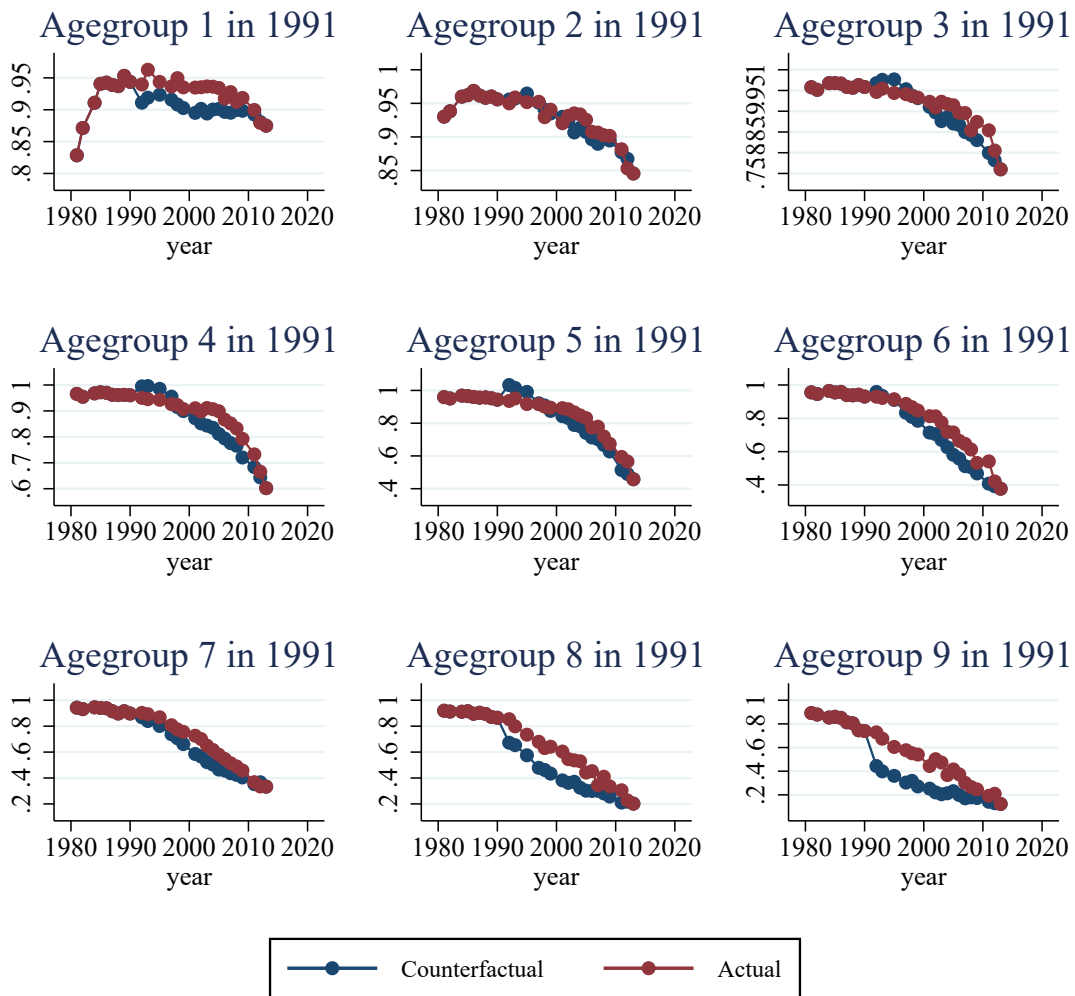 Agegroup 1 in 1991
Agegroup 2 in 1991
Agegroup 3 in 1991
.8 .85 .9 .95
.85 .9 .95 1
.75.8.85.9.951
1980 1990 2000 2010 2020
1980 1990 2000 2010 2020
1980 1990 2000 2010 2020
year
year
year
Agegroup 4 in 1991
Agegroup 5 in 1991
Agegroup 6 in 1991
.6 .7 .8 .9 1
.4 .6 .8 1
.4 .6 .8 1
1980 1990 2000 2010 2020
1980 1990 2000 2010 2020
1980 1990 2000 2010 2020
year
year
year
Agegroup 7 in 1991
Agegroup 8 in 1991
Agegroup 9 in 1991
.2 .4 .6 .8 1
.2 .4 .6 .8 1
.2 .4 .6 .8 1
1980 1990 2000 2010 2020
1980 1990 2000 2010 2020
1980 1990 2000 2010 2020
year
year
year
Counterfactual
Actual